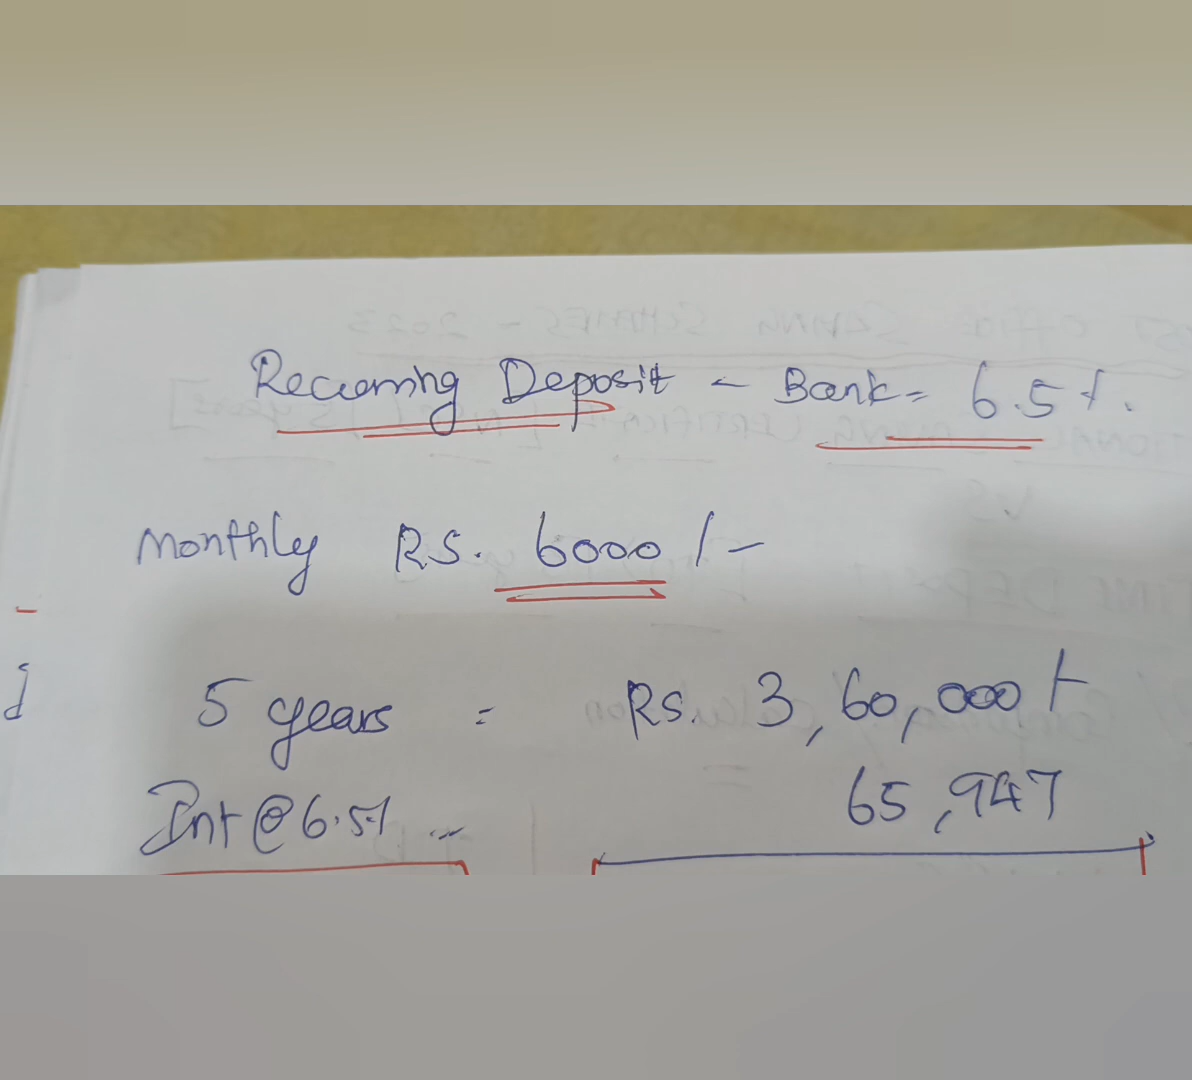 Recurring Deposit - Bank = 6.5%.
Monthly RS. 6000/-
5 years = Rs. 3,60,000/-
Int @ 6.5% ..
65,947